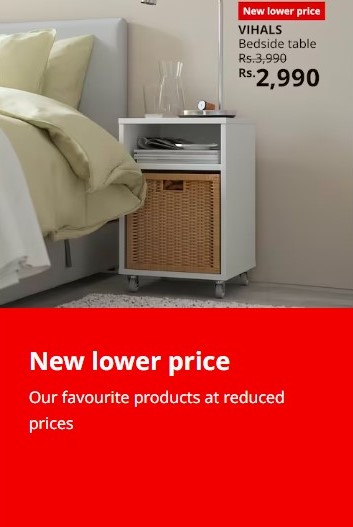 New lower price
VIHALS
Bedside table
Rs.3,990
Rs.2,990
New lower price
Our favourite products at reduced
prices